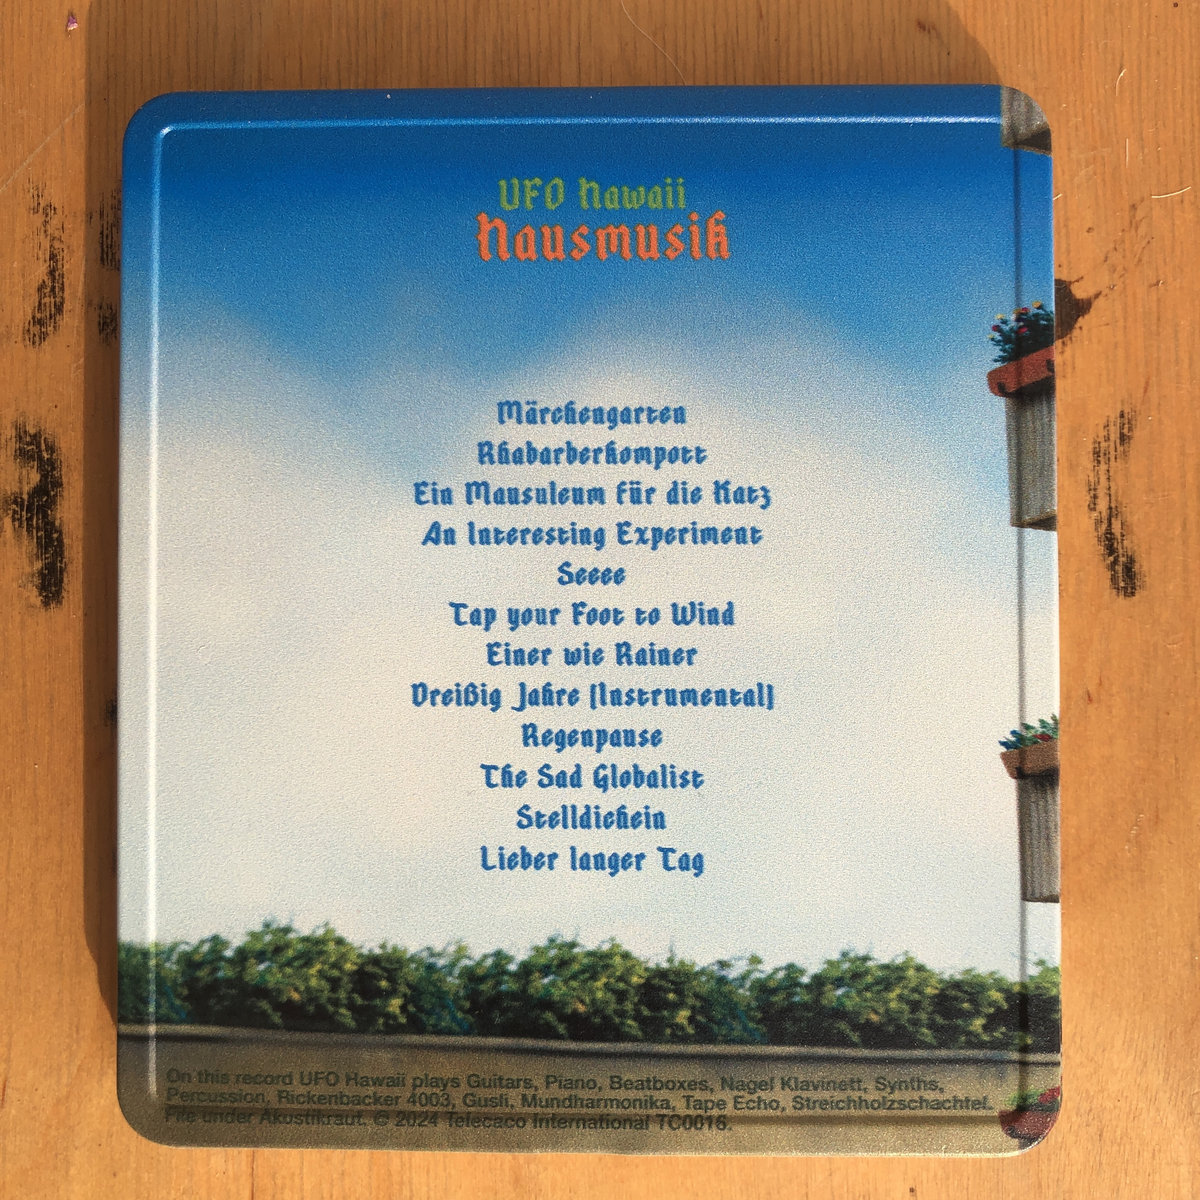 UFO Hawaii
Hausmusik
Märchengarten
Rhabarberkompott
Ein Mausuleum für die Katz
An Interesting Experiment
Seeee
Tap your Foot to Wind
Einer wie Rainer
Dreißig Jahre (Instrumental)
Regenpause
The Sad Globalist
Stelldichein
Lieber langer Tag
On this record UFO Hawaii plays Guitars, Piano, Beatboxes, Nagel Klavinett, Synths,
Percussion, Rickenbacker 4003, Gusli, Mundharmonika, Tape Echo, Streichholzschachtel.
File under Akustikraut. © 2024 Telecaco International TC0016.